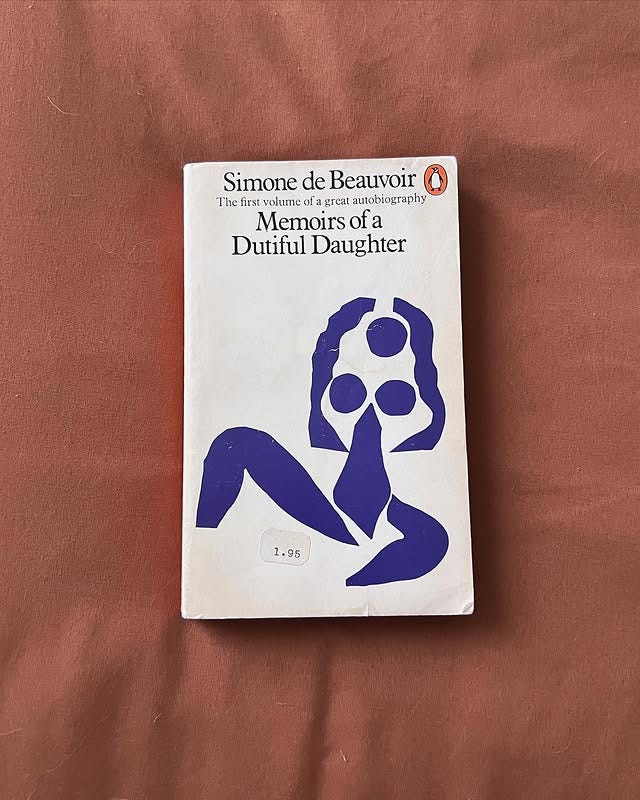 Simone de Beauvoir
The first volume of a great autobiography
Memoirs of a
Dutiful Daughter
1.95